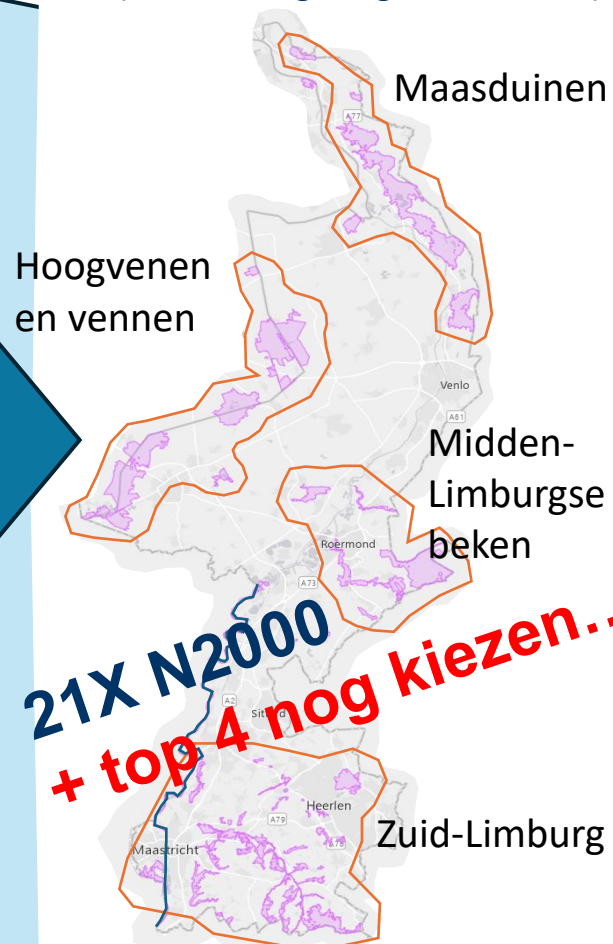 Maasduinen
A77
Hoogvenen
en vennen
Venlo
A61
Midden-
Limburgse
beken
Roermond
A73
21X N2000
+ top 4 nog kiezen..
A2
Heerlen
A79
A76
Maastricht
Zuid-Limburg